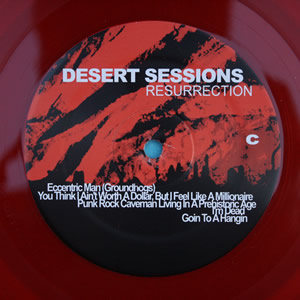 DESERT SESSIONS
RESURRECTION
C
Eccentric Man (Groundhogs)
You Think I Ain't Worth A Dollar, But I Feel Like A Millionaire
Punk Rock Caveman Living In A Prehistoric Age
I'm Dead
Goin To A Hangin